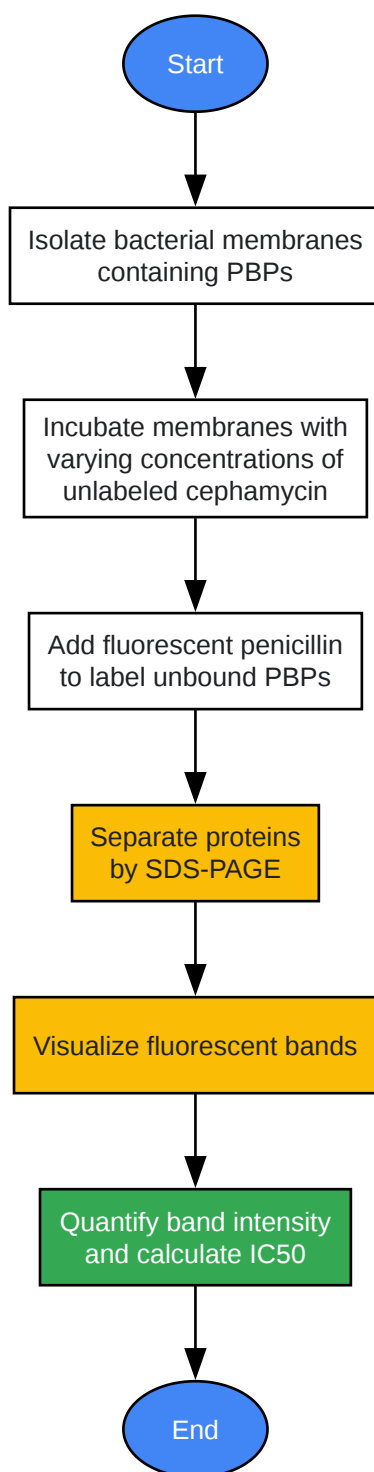 Start
Isolate bacterial membranes
containing PBPs
Incubate membranes with
varying concentrations of
unlabeled cephamycin
Add fluorescent penicillin
to label unbound PBPs
Separate proteins
by SDS-PAGE
Visualize fluorescent bands
Quantify band intensity
and calculate IC50
End